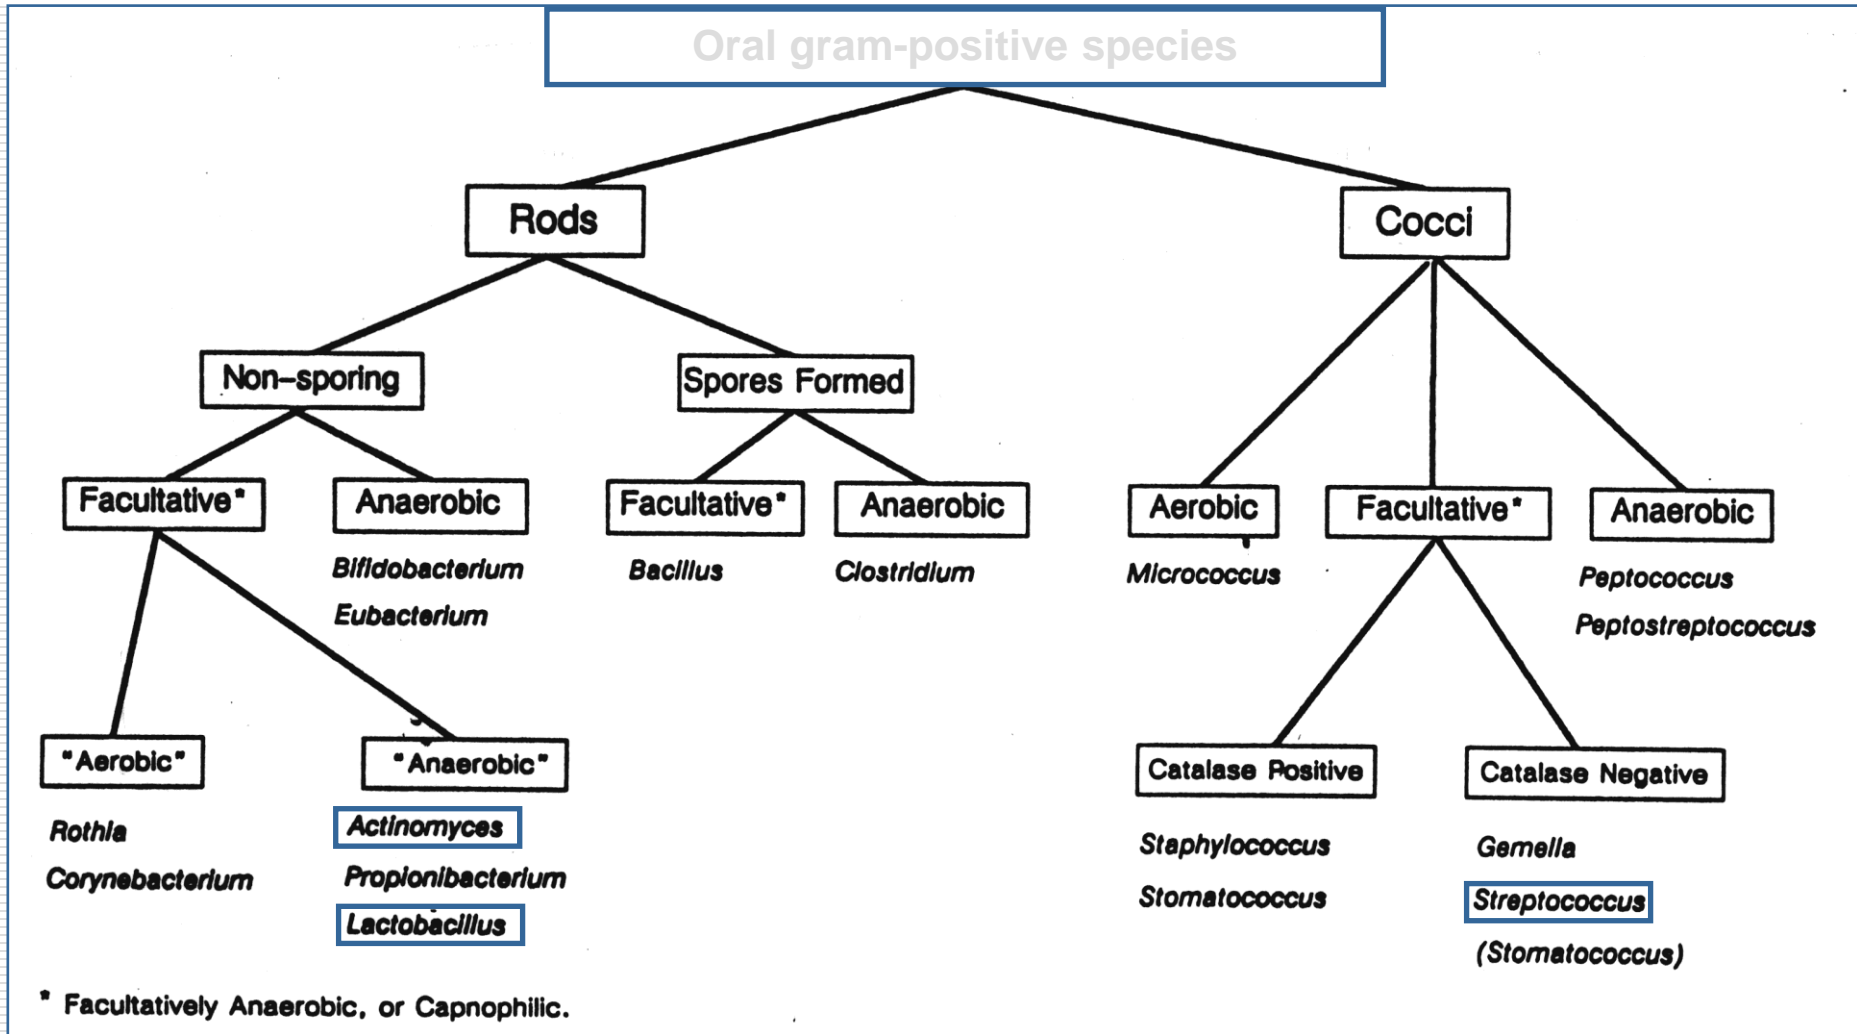 Oral gram-positive species
Rods
Cocci
Non-sporing
Spores Formed
Facultative*
Anaerobic
Facultative*
Anaerobic
Aerobic
Facultative*
Anaerobic
Bifidobacterium
Eubacterium
Bacillus
Clostridium
Micrococcus
Peptococcus
Peptostreptococcus
"Aerobic"
"Anaerobic"
Catalase Positive
Catalase Negative
Rothia
Corynebacterium
Actinomyces
Propionibacterium
Lactobacillus
Staphylococcus
Stomatococcus
Gemella
Streptococcus
(Stomatococcus)
* Facultatively Anaerobic, or Capnophilic.